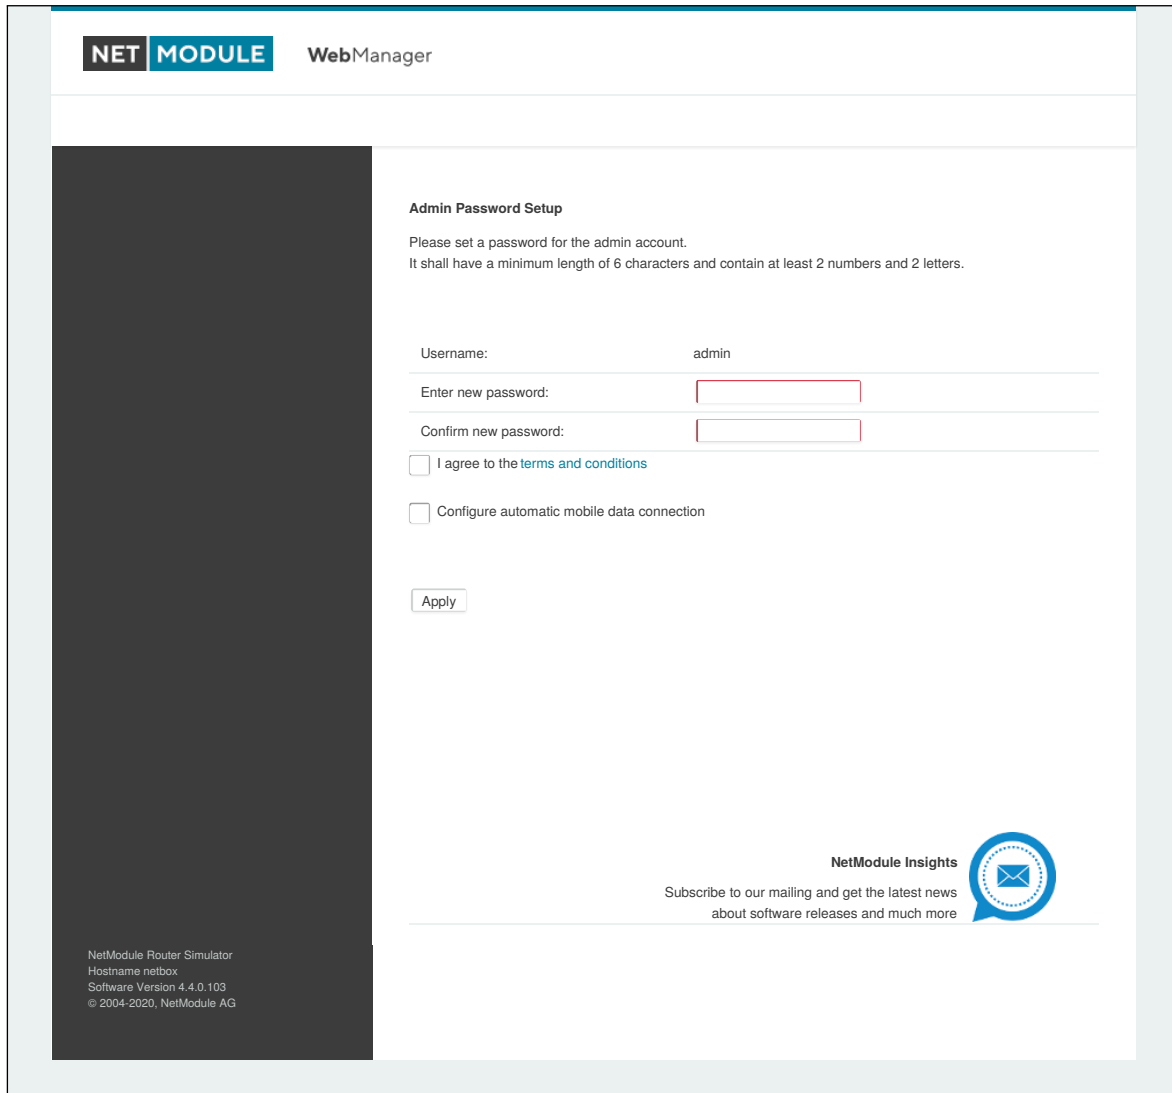 NET MODULE WebManager
Admin Password Setup
Please set a password for the admin account.
It shall have a minimum length of 6 characters and contain at least 2 numbers and 2 letters.
Username: admin
Enter new password:
Confirm new password:
I agree to the terms and conditions
Configure automatic mobile data connection
Apply
NetModule Insights
Subscribe to our mailing and get the latest news
about software releases and much more
NetModule Router Simulator
Hostname netbox
Software Version 4.4.0.103
© 2004-2020, NetModule AG